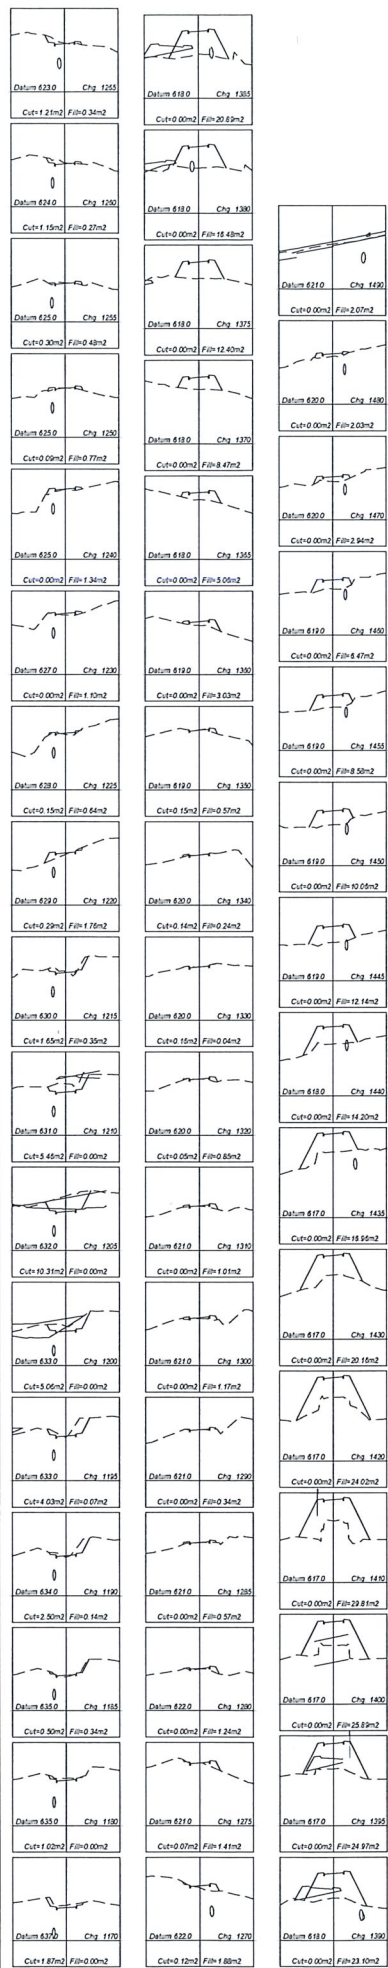 Datum 623.0 Chg 1265
Cut=1.21m2 Fill=0.34m2
Datum 624.0 Chg 1260
Cut=1.15m2 Fill=0.27m2
Datum 625.0 Chg 1255
Cut=0.30m2 Fill=0.48m2
Datum 625.0 Chg 1250
Cut=0.09m2 Fill=0.77m2
Datum 625.0 Chg 1240
Cut=0.00m2 Fill=1.34m2
Datum 627.0 Chg 1230
Cut=0.00m2 Fill=1.10m2
Datum 628.0 Chg 1225
Cut=0.15m2 Fill=0.64m2
Datum 629.0 Chg 1220
Cut=0.29m2 Fill=1.76m2
Datum 630.0 Chg 1215
Cut=1.65m2 Fill=0.35m2
Datum 631.0 Chg 1210
Cut=5.46m2 Fill=0.00m2
Datum 632.0 Chg 1205
Cut=10.31m2 Fill=0.00m2
Datum 633.0 Chg 1200
Cut=5.06m2 Fill=0.00m2
Datum 633.0 Chg 1195
Cut=4.03m2 Fill=0.07m2
Datum 634.0 Chg 1190
Cut=2.50m2 Fill=0.14m2
Datum 635.0 Chg 1185
Cut=0.50m2 Fill=0.34m2
Datum 635.0 Chg 1180
Cut=1.02m2 Fill=0.00m2
Datum 637.0 Chg 1170
Cut=1.87m2 Fill=0.00m2
Datum 618.0 Chg 1385
Cut=0.00m2 Fill=20.89m2
Datum 618.0 Chg 1380
Cut=0.00m2 Fill=16.48m2
Datum 618.0 Chg 1375
Cut=0.00m2 Fill=12.40m2
Datum 618.0 Chg 1370
Cut=0.00m2 Fill=8.47m2
Datum 618.0 Chg 1365
Cut=0.00m2 Fill=5.06m2
Datum 619.0 Chg 1360
Cut=0.00m2 Fill=3.03m2
Datum 619.0 Chg 1350
Cut=0.15m2 Fill=0.57m2
Datum 620.0 Chg 1340
Cut=0.14m2 Fill=0.24m2
Datum 620.0 Chg 1330
Cut=0.16m2 Fill=0.04m2
Datum 620.0 Chg 1320
Cut=0.05m2 Fill=0.85m2
Datum 621.0 Chg 1310
Cut=0.00m2 Fill=1.01m2
Datum 621.0 Chg 1300
Cut=0.00m2 Fill=1.17m2
Datum 621.0 Chg 1290
Cut=0.00m2 Fill=0.34m2
Datum 621.0 Chg 1285
Cut=0.00m2 Fill=0.57m2
Datum 622.0 Chg 1280
Cut=0.00m2 Fill=1.24m2
Datum 621.0 Chg 1275
Cut=0.07m2 Fill=1.41m2
Datum 622.0 Chg 1270
Cut=0.12m2 Fill=1.88m2
Datum 621.0 Chg 1490
Cut=0.00m2 Fill=2.07m2
Datum 620.0 Chg 1480
Cut=0.00m2 Fill=2.03m2
Datum 620.0 Chg 1470
Cut=0.00m2 Fill=2.94m2
Datum 619.0 Chg 1460
Cut=0.00m2 Fill=6.47m2
Datum 619.0 Chg 1455
Cut=0.00m2 Fill=8.58m2
Datum 619.0 Chg 1450
Cut=0.00m2 Fill=10.06m2
Datum 619.0 Chg 1445
Cut=0.00m2 Fill=12.14m2
Datum 618.0 Chg 1440
Cut=0.00m2 Fill=14.20m2
Datum 617.0 Chg 1435
Cut=0.00m2 Fill=16.96m2
Datum 617.0 Chg 1430
Cut=0.00m2 Fill=20.16m2
Datum 617.0 Chg 1420
Cut=0.00m2 Fill=24.02m2
Datum 617.0 Chg 1410
Cut=0.00m2 Fill=29.81m2
Datum 617.0 Chg 1400
Cut=0.00m2 Fill=25.89m2
Datum 617.0 Chg 1395
Cut=0.00m2 Fill=24.97m2
Datum 618.0 Chg 1390
Cut=0.00m2 Fill=23.10m2